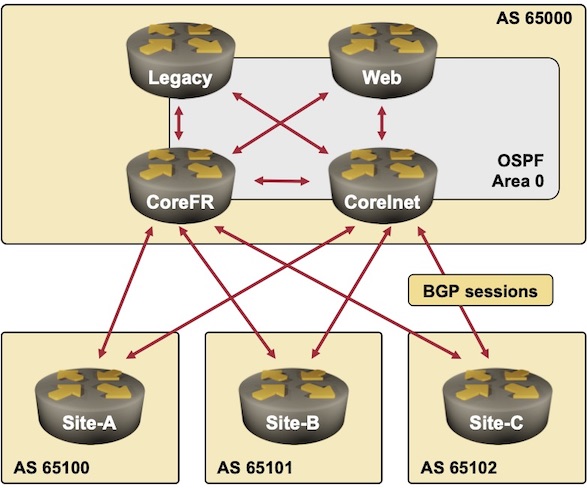 AS 65000
Legacy
Web
OSPF
Area 0
CoreFR
CoreInet
BGP sessions
Site-A
Site-B
Site-C
AS 65100
AS 65101
AS 65102